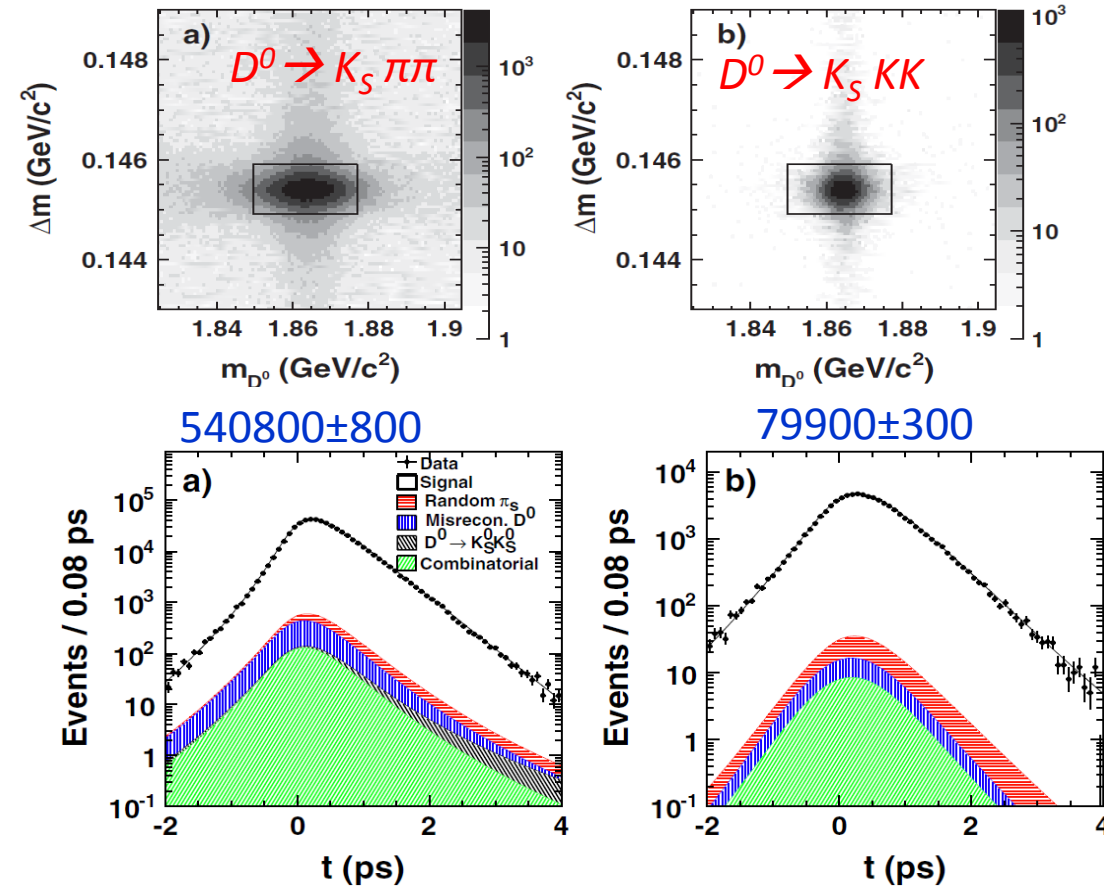 a)
D⁰ → K_S ππ
0.148
0.146
0.144
Δm (GeV/c²)
1.84 1.86 1.88 1.9
m_D⁰ (GeV/c²)
10³
10²
10
1
b)
D⁰ → K_S KK
0.148
0.146
0.144
Δm (GeV/c²)
1.84 1.86 1.88 1.9
m_D⁰ (GeV/c²)
10³
10²
10
1
540800±800
a)
Data
Signal
Random π_s
Misrecon. D⁰
D⁰ → K_S⁰K_S⁰
Combinatorial
10⁵
10⁴
10³
10²
10
1
10⁻¹
Events / 0.08 ps
-2 0 2 4
t (ps)
79900±300
b)
10⁴
10³
10²
10
1
10⁻¹
Events / 0.08 ps
-2 0 2 4
t (ps)